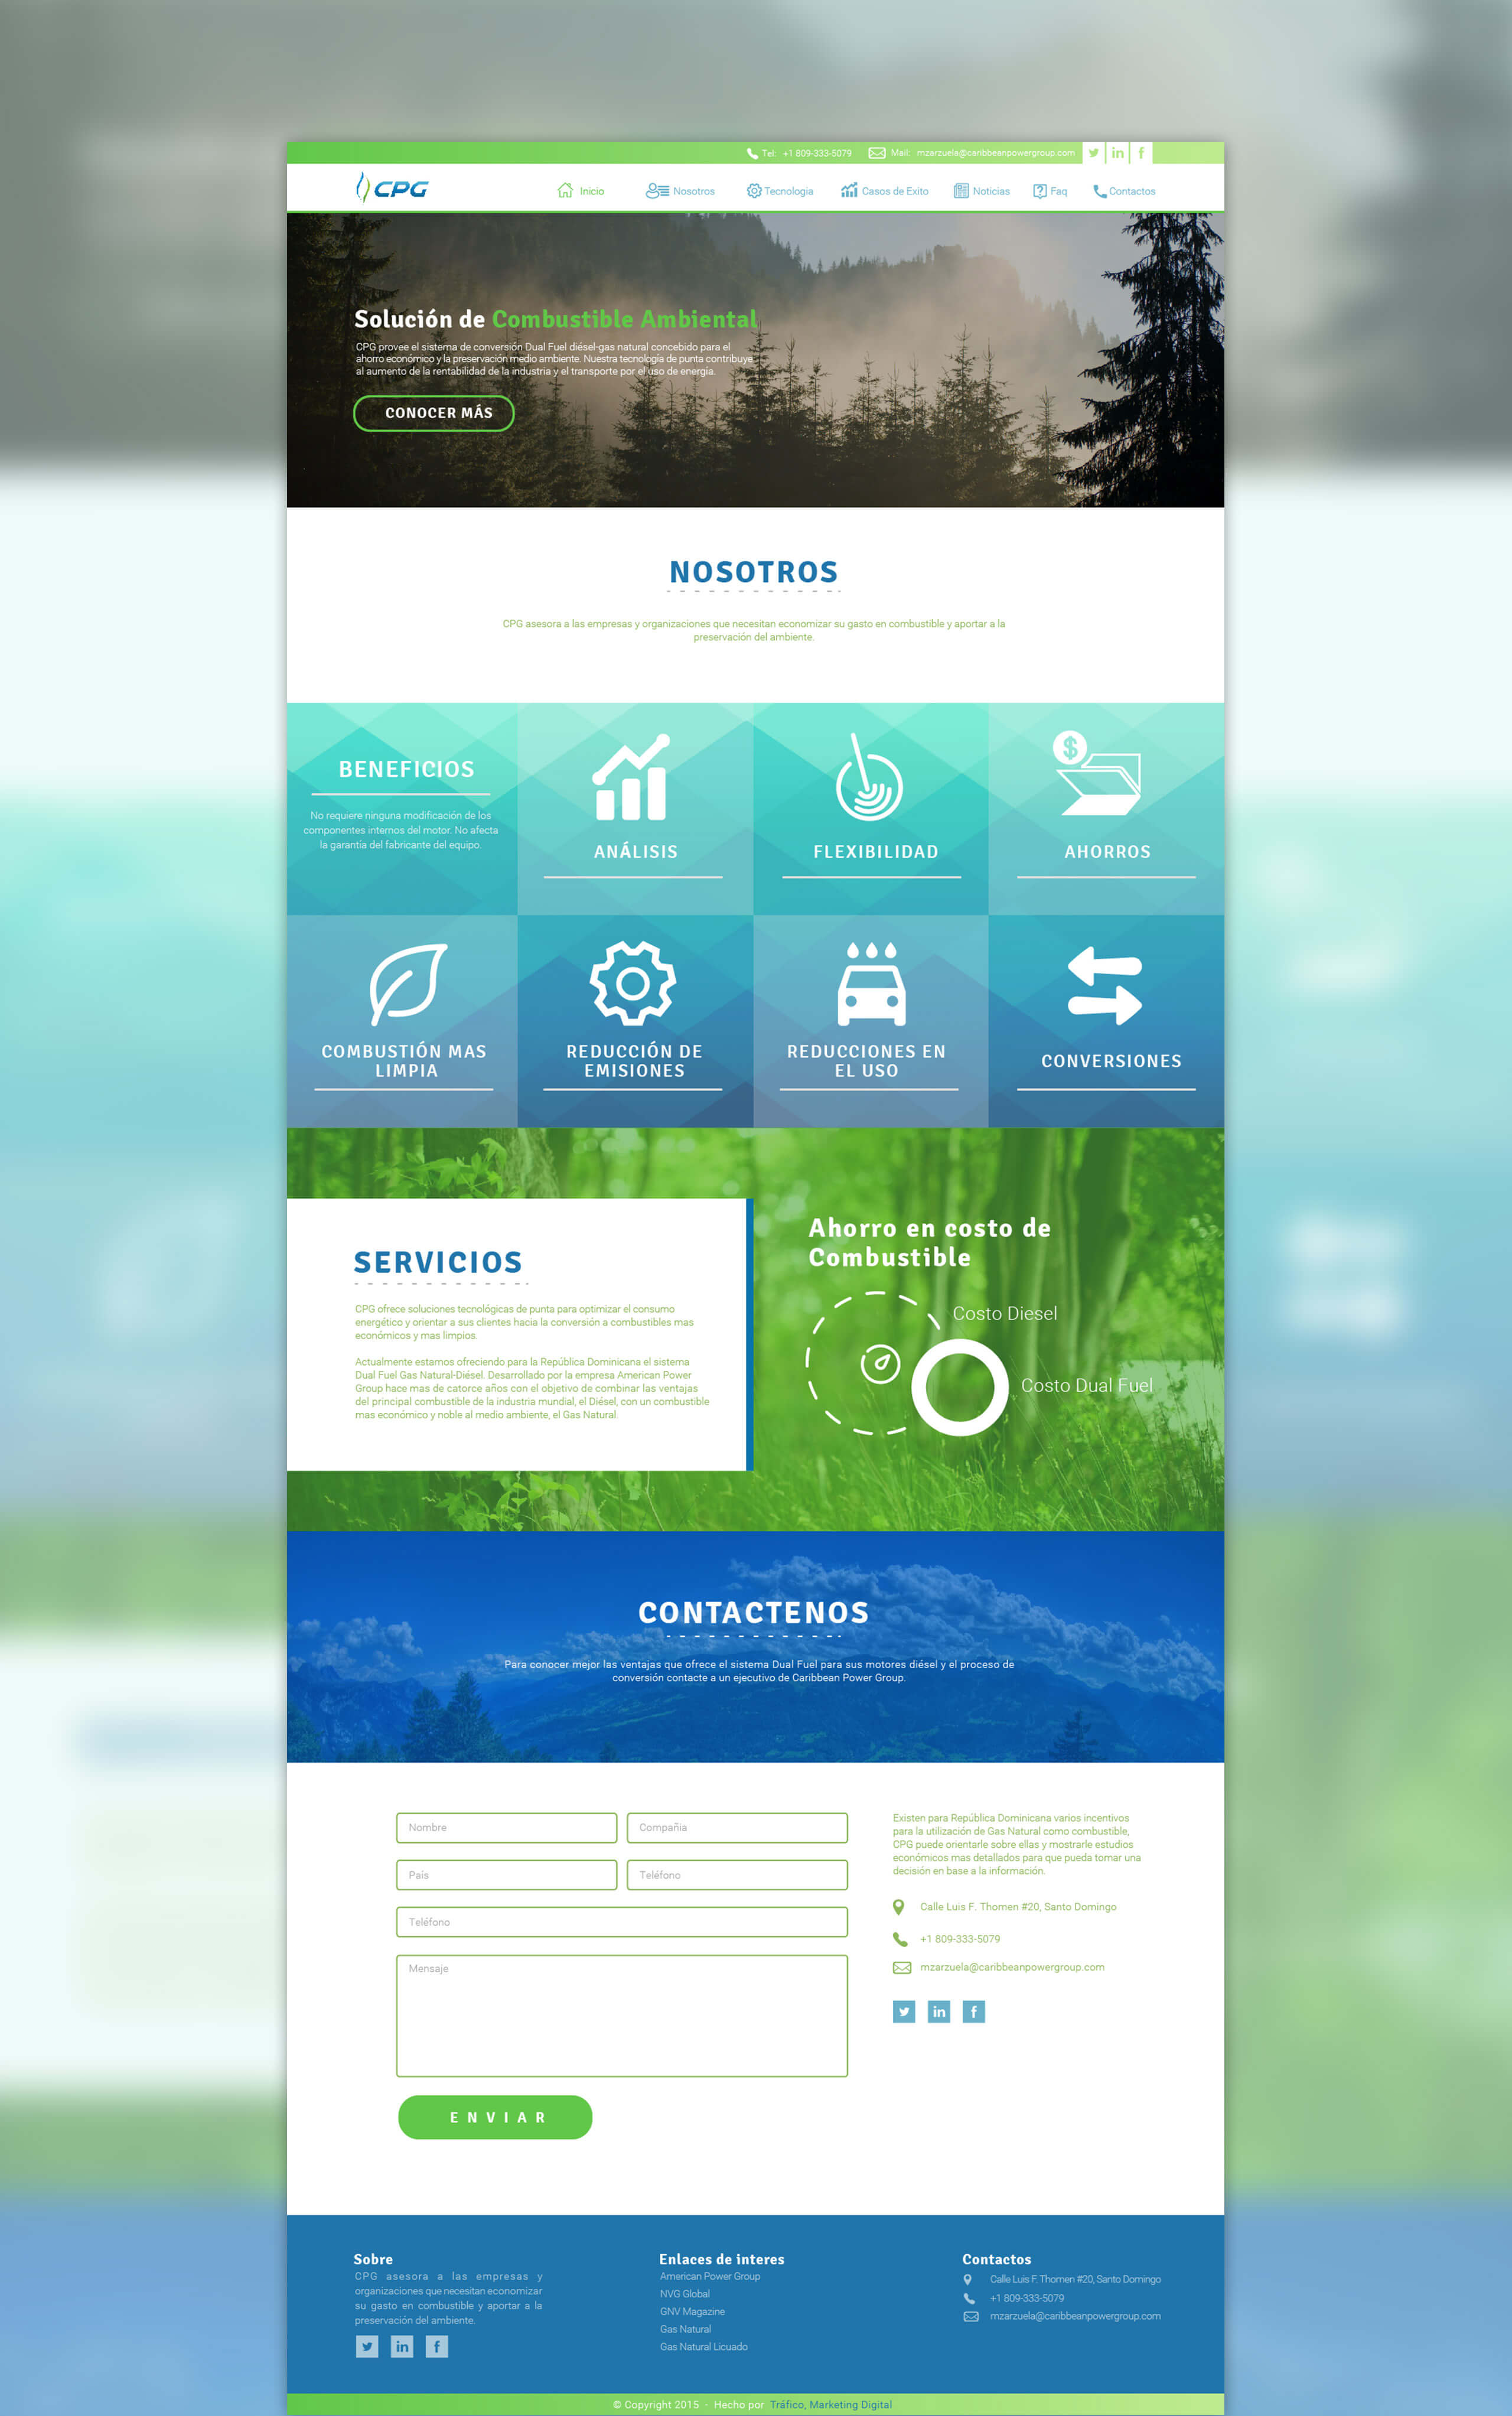 Tel: +1 809-333-5079 Mail: mzarzuela@caribbeanpowergroup.com
CPG Inicio Nosotros Tecnologia Casos de Exito Noticias Faq Contactos
Solución de Combustible Ambiental
CPG provee el sistema de conversión Dual Fuel diésel-gas natural concebido para el
ahorro económico y la preservación medio ambiente. Nuestra tecnología de punta contribuye
al aumento de la rentabilidad de la industria y el transporte por el uso de energía.
CONOCER MÁS
NOSOTROS
CPG asesora a las empresas y organizaciones que necesitan economizar su gasto en combustible y aportar a la
preservación del ambiente.
BENEFICIOS
No requiere ninguna modificación de los
componentes internos del motor. No afecta
la garantía del fabricante del equipo.
ANÁLISIS
FLEXIBILIDAD
AHORROS
COMBUSTIÓN MAS
LIMPIA
REDUCCIÓN DE
EMISIONES
REDUCCIONES EN
EL USO
CONVERSIONES
SERVICIOS
CPG ofrece soluciones tecnológicas de punta para optimizar el consumo
energético y orientar a sus clientes hacia la conversión a combustibles mas
económicos y mas limpios.
Actualmente estamos ofreciendo para la República Dominicana el sistema
Dual Fuel Gas Natural-Diésel. Desarrollado por la empresa American Power
Group hace mas de catorce años con el objetivo de combinar las ventajas
del principal combustible de la industria mundial, el Diésel, con un combustible
mas económico y noble al medio ambiente, el Gas Natural.
Ahorro en costo de
Combustible
Costo Diesel
Costo Dual Fuel
CONTACTENOS
Para conocer mejor las ventajas que ofrece el sistema Dual Fuel para sus motores diésel y el proceso de
conversión contacte a un ejecutivo de Caribbean Power Group.
Nombre
Compañia
País
Teléfono
Teléfono
Mensaje
ENVIAR
Existen para República Dominicana varios incentivos
para la utilización de Gas Natural como combustible,
CPG puede orientarle sobre ellas y mostrarle estudios
económicos mas detallados para que pueda tomar una
decisión en base a la información.
Calle Luis F. Thomen #20, Santo Domingo
+1 809-333-5079
mzarzuela@caribbeanpowergroup.com
Sobre
CPG asesora a las empresas y
organizaciones que necesitan economizar
su gasto en combustible y aportar a la
preservación del ambiente.
Enlaces de interes
American Power Group
NVG Global
GNV Magazine
Gas Natural
Gas Natural Licuado
Contactos
Calle Luis F. Thomen #20, Santo Domingo
+1 809-333-5079
mzarzuela@caribbeanpowergroup.com
© Copyright 2015 - Hecho por Tráfico, Marketing Digital